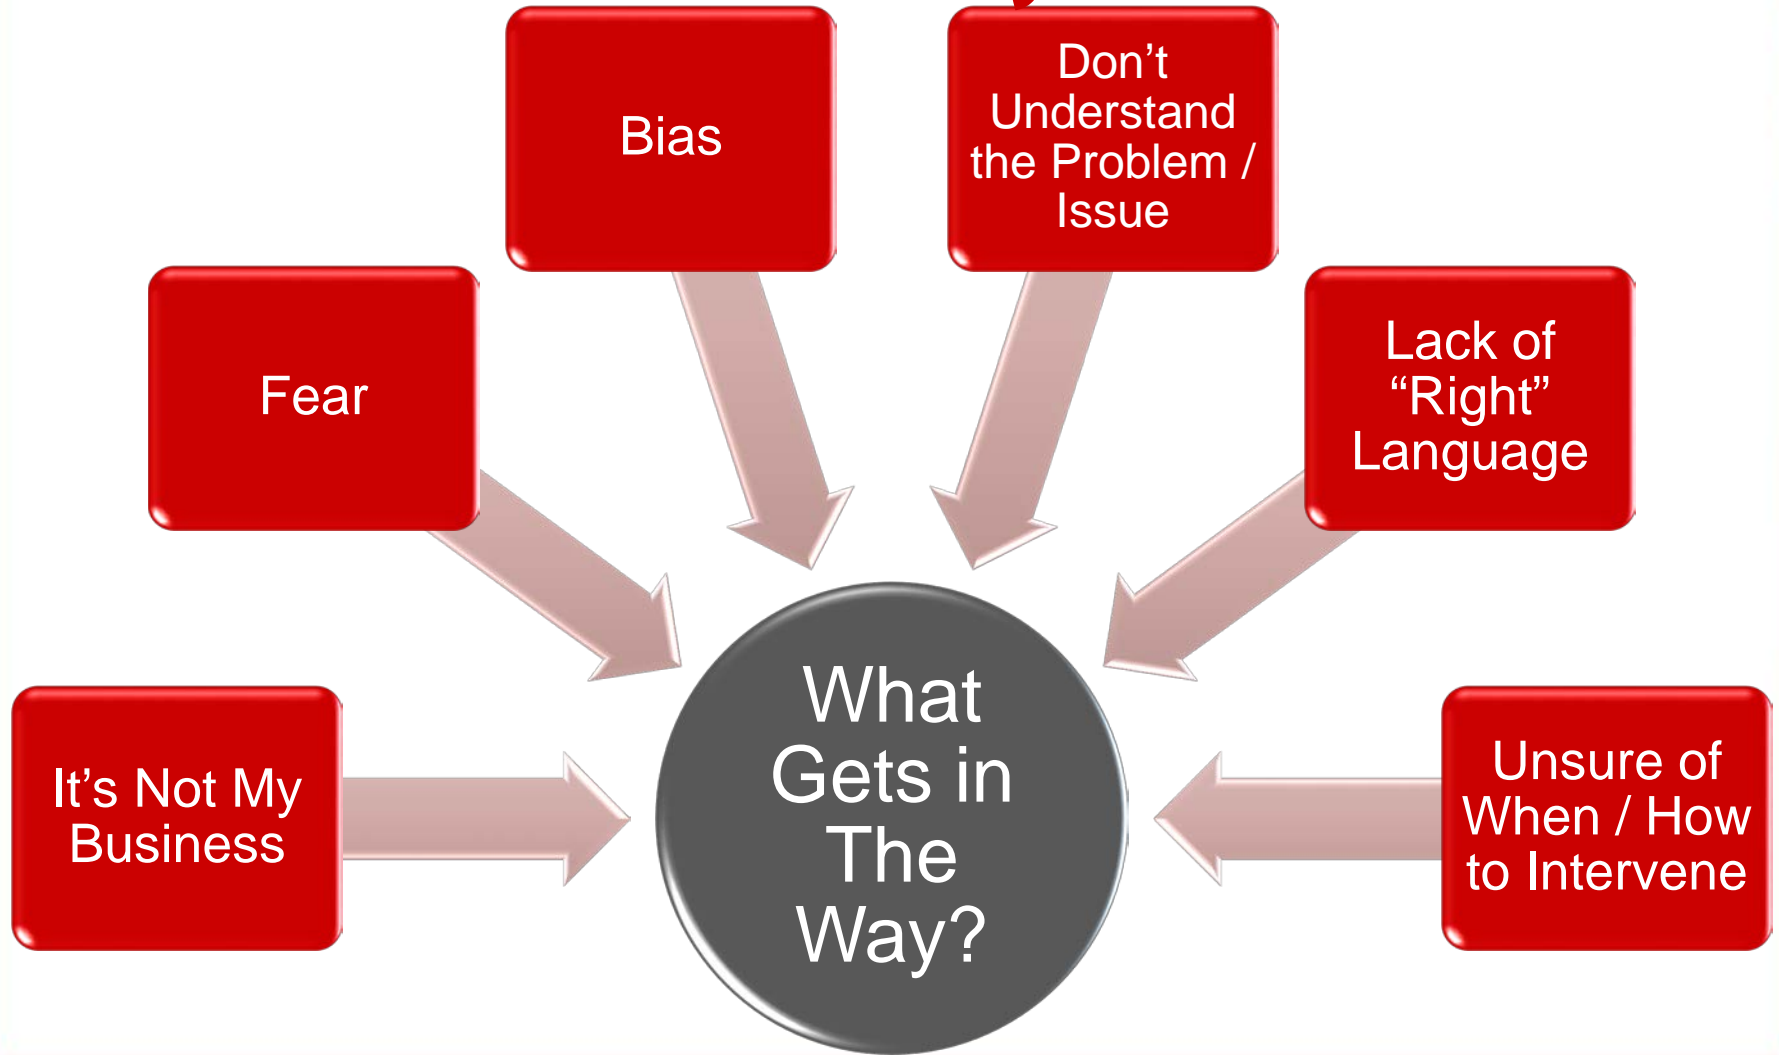 Bias
Don’t
Understand
the Problem /
Issue
Fear
Lack of
“Right”
Language
It’s Not My
Business
What
Gets in
The
Way?
Unsure of
When / How
to Intervene